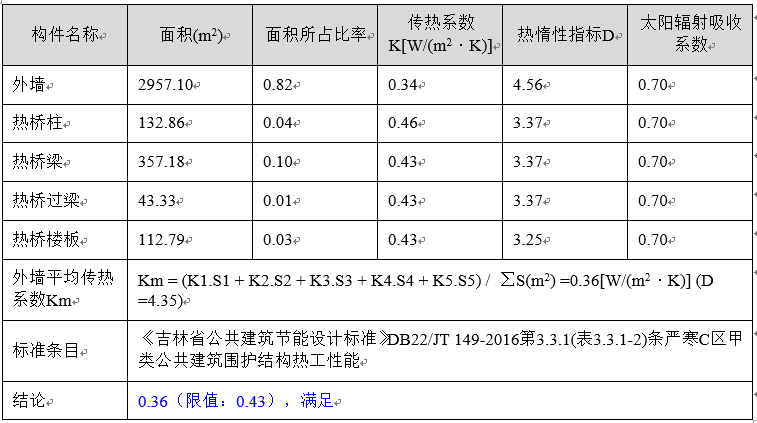 构件名称 面积(m2) 面积所占比率 传热系数K[W/(m2·K)] 热惰性指标D 太阳辐射吸收系数
外墙 2957.10 0.82 0.34 4.56 0.70
热桥柱 132.86 0.04 0.46 3.37 0.70
热桥梁 357.18 0.10 0.43 3.37 0.70
热桥过梁 43.33 0.01 0.43 3.37 0.70
热桥楼板 112.79 0.03 0.43 3.25 0.70
外墙平均传热系数Km Km = (K1.S1 + K2.S2 + K3.S3 + K4.S4 + K5.S5) / ∑S(m2) =0.36[W/(m2·K)] (D
=4.35)
标准条目 《吉林省公共建筑节能设计标准》DB22/JT 149-2016第3.3.1(表3.3.1-2)条严寒C区甲
类公共建筑围护结构热工性能
结论 0.36（限值：0.43），满足